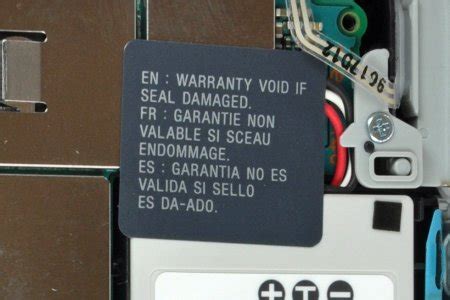 EN : WARRANTY VOID IF
SEAL DAMAGED.
FR : GARANTIE NON
VALABLE SI SCEAU
ENDOMMAGE.
ES : GARANTIA NO ES
VALIDA SI SELLO
ES DA-ADO.
9617012
+ T −